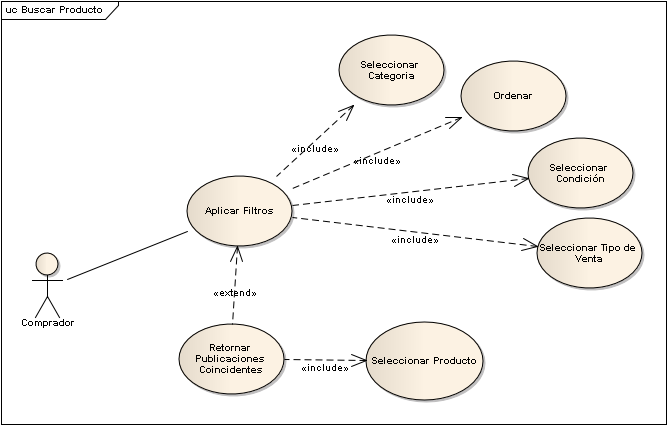 uc Buscar Producto
Seleccionar
Categoria
Ordenar
«include»
«include»
Seleccionar
Condición
«include»
Aplicar Filtros
«include»
Seleccionar Tipo de
Venta
«extend»
Comprador
Retornar
Publicaciones
Coincidentes
«include»
Seleccionar Producto